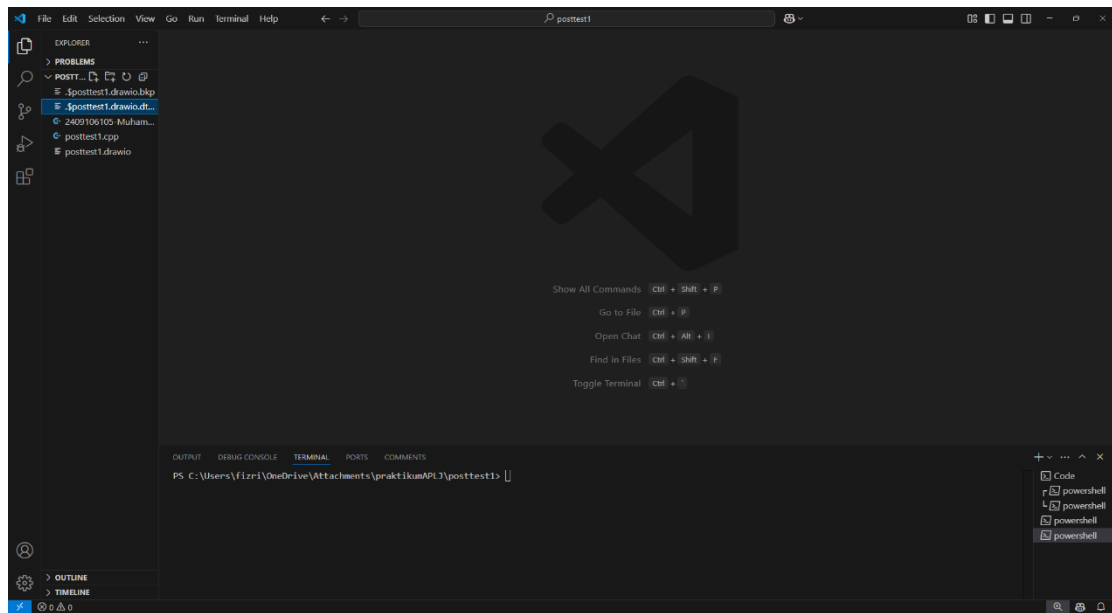 File Edit Selection View Go Run Terminal Help
posttest1
EXPLORER
PROBLEMS
POSTT...
.$posttest1.drawio.bkp
.$posttest1.drawio.dt...
2409106105-Muham...
posttest1.cpp
posttest1.drawio
Show All Commands Ctrl + Shift + P
Go to File Ctrl + P
Open Chat Ctrl + Alt + I
Find in Files Ctrl + Shift + F
Toggle Terminal Ctrl + `
OUTPUT DEBUG CONSOLE TERMINAL PORTS COMMENTS
PS C:\Users\fizri\OneDrive\Attachments\praktikumAPLJ\posttest1>
Code
powershell
powershell
powershell
powershell
OUTLINE
TIMELINE
0 0